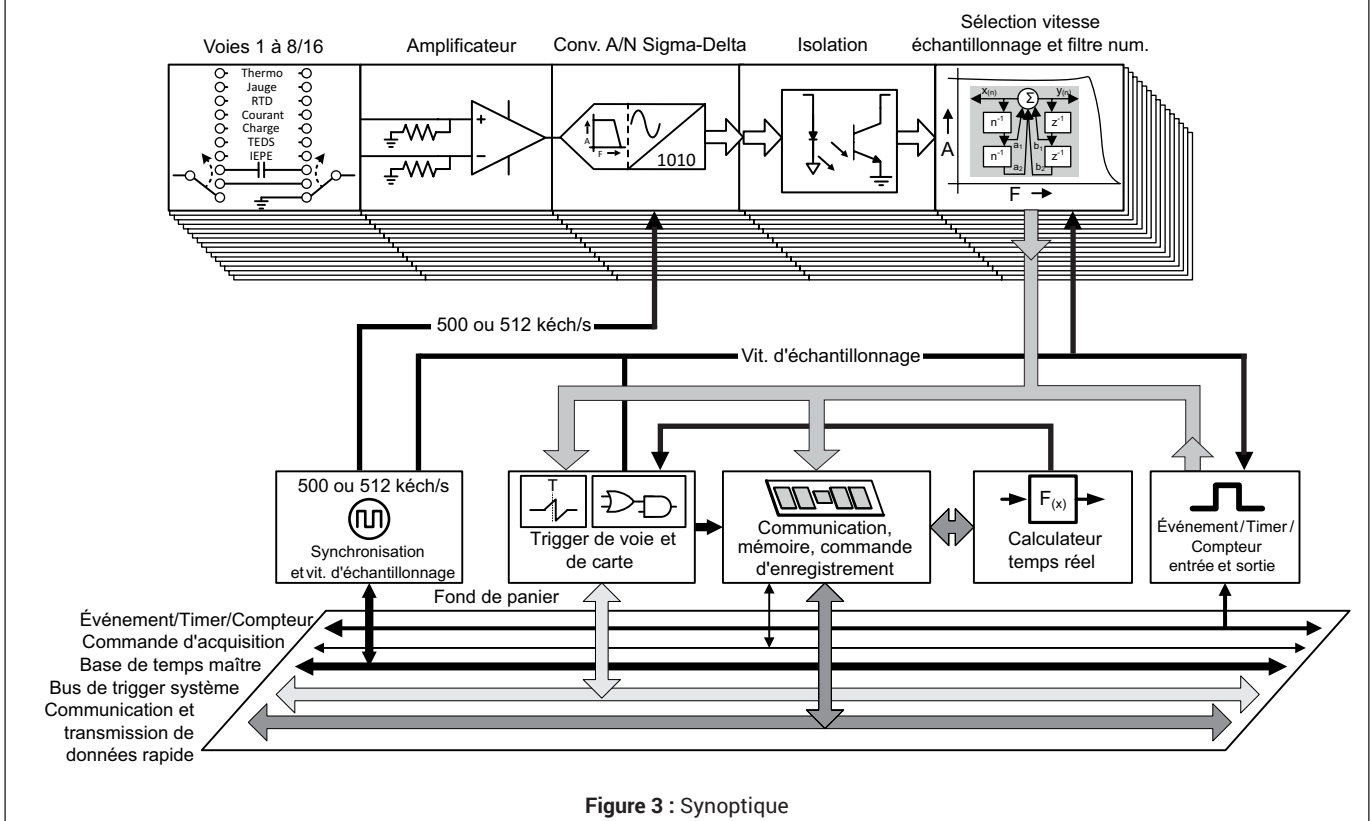 Voies 1 à 8/16
Amplificateur
Conv. A/N Sigma-Delta
Isolation
Sélection vitesse
échantillonnage et filtre num.
Thermo
Jauge
RTD
Courant
Charge
TEDS
IEPE
+
−
A
F
1010
A
F
x(n)
y(n)
Σ
n-1
z-1
n-1
z-1
a1
b1
a2
b2
500 ou 512 kéch/s
Vit. d'échantillonnage
500 ou 512 kéch/s
Synchronisation
et vit. d'échantillonnage
T
Trigger de voie et
de carte
Communication,
mémoire, commande
d'enregistrement
F(x)
Calculateur
temps réel
Événement/Timer/
Compteur
entrée et sortie
Fond de panier
Événement/Timer/Compteur
Commande d'acquisition
Base de temps maître
Bus de trigger système
Communication et
transmission de
données rapide
Figure 3 : Synoptique